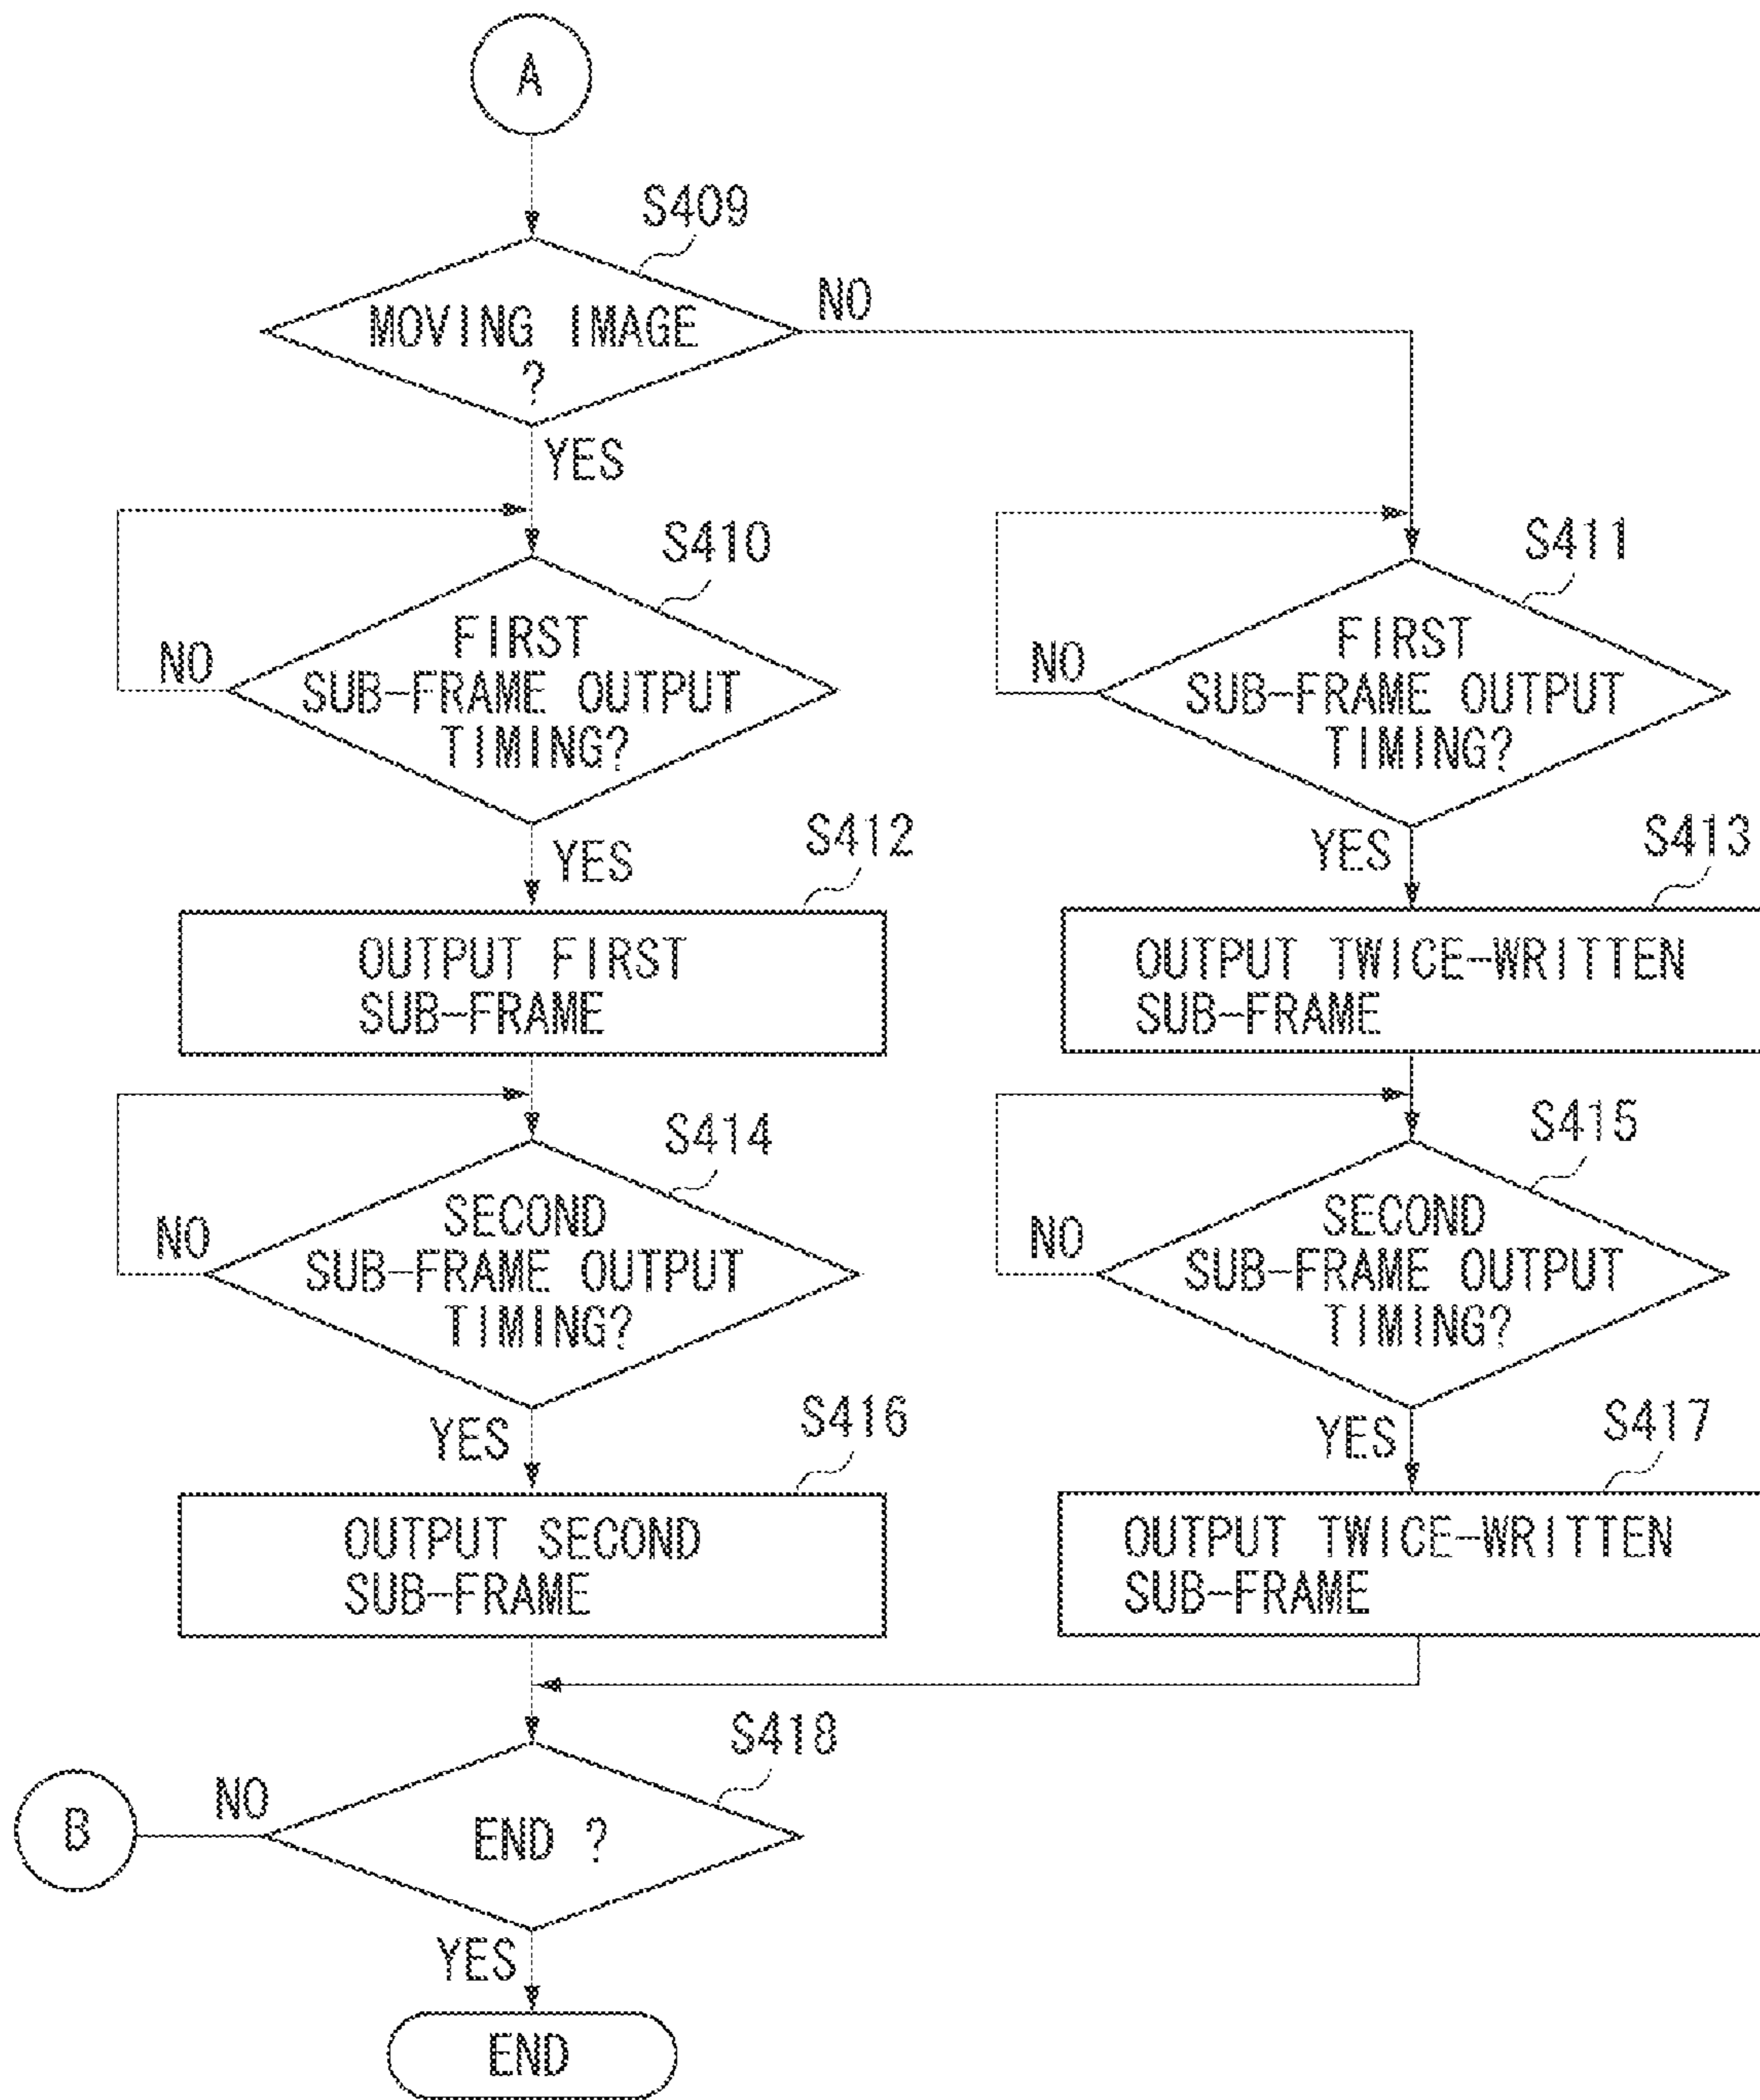 A
S409
MOVING IMAGE
?
NO
YES
S410
FIRST
SUB-FRAME OUTPUT
TIMING?
NO
YES
S411
FIRST
SUB-FRAME OUTPUT
TIMING?
NO
YES
S412
OUTPUT FIRST
SUB-FRAME
S413
OUTPUT TWICE-WRITTEN
SUB-FRAME
S414
SECOND
SUB-FRAME OUTPUT
TIMING?
NO
YES
S415
SECOND
SUB-FRAME OUTPUT
TIMING?
NO
YES
S416
OUTPUT SECOND
SUB-FRAME
S417
OUTPUT TWICE-WRITTEN
SUB-FRAME
S418
END ?
NO
B
YES
END